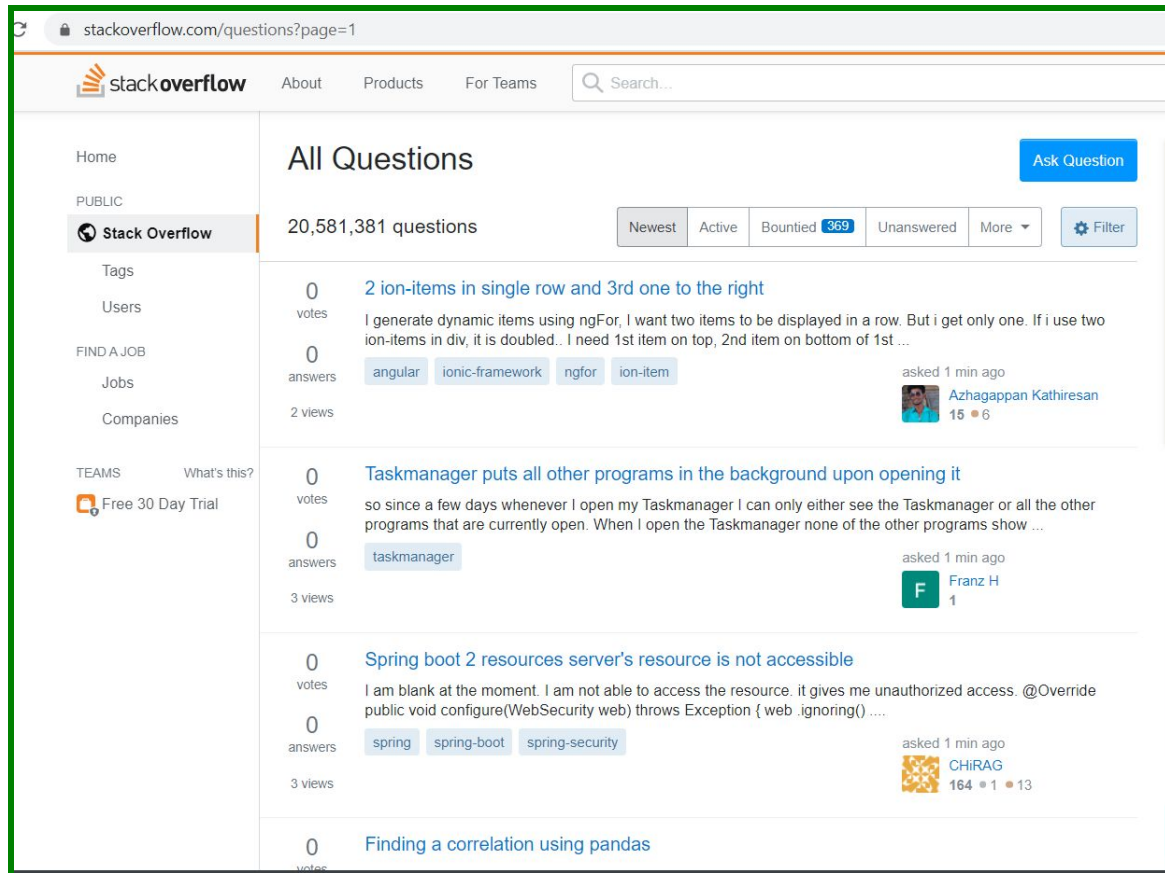 stackoverflow.com/questions?page=1
stackoverflow About Products For Teams Search...
Home
PUBLIC
Stack Overflow
Tags
Users
FIND A JOB
Jobs
Companies
TEAMS What's this?
Free 30 Day Trial
All Questions
Ask Question
20,581,381 questions
Newest Active Bountied 369 Unanswered More Filter
0
votes
0
answers
2 views
2 ion-items in single row and 3rd one to the right
I generate dynamic items using ngFor, I want two items to be displayed in a row. But i get only one. If i use two
ion-items in div, it is doubled.. I need 1st item on top, 2nd item on bottom of 1st ...
angular ionic-framework ngfor ion-item
asked 1 min ago
Azhagappan Kathiresan
15 6
0
votes
0
answers
3 views
Taskmanager puts all other programs in the background upon opening it
so since a few days whenever I open my Taskmanager I can only either see the Taskmanager or all the other
programs that are currently open. When I open the Taskmanager none of the other programs show ...
taskmanager
asked 1 min ago
F
Franz H
1
0
votes
0
answers
3 views
Spring boot 2 resources server's resource is not accessible
I am blank at the moment. I am not able to access the resource. it gives me unauthorized access. @Override
public void configure(WebSecurity web) throws Exception { web .ignoring() ....
spring spring-boot spring-security
asked 1 min ago
CHiRAG
164 1 13
0
votes
Finding a correlation using pandas